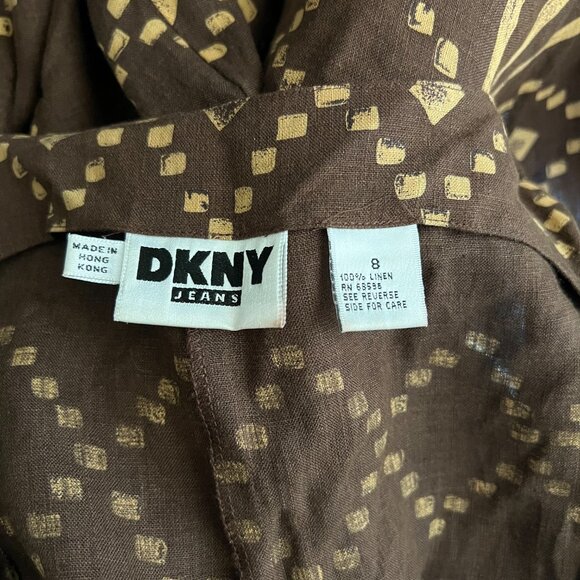 MADE IN
HONG
KONG
DKNY
JEANS
8
100% LINEN
RN 68598
SEE REVERSE
SIDE FOR CARE